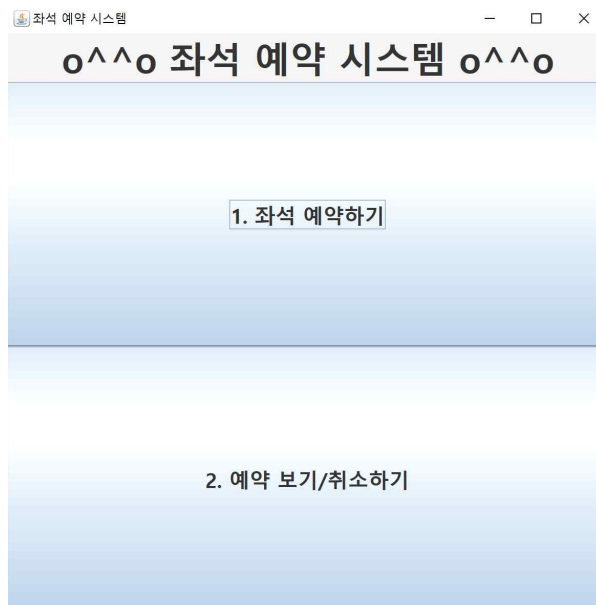 좌석 예약 시스템
o^^o 좌석 예약 시스템 o^^o
1. 좌석 예약하기
2. 예약 보기/취소하기